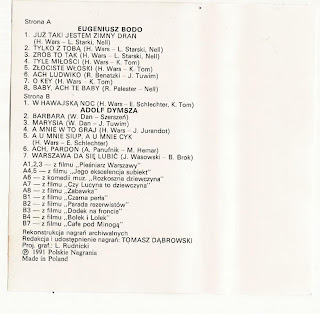 Strona A
EUGENIUSZ BODO
1. JUŻ TAKI JESTEM ZIMNY DRAŃ
(H. Wars – L. Starski, Nell)
2. TYLKO Z TOBĄ (H. Wars – L. Starski, Nell)
3. ZRÓB TO TAK (H. Wars – L. Starski, Nell)
4. TYLE MIŁOŚCI (H. Wars – K. Tom)
5. ZŁOCISTE WŁOSKI (H. Wars – K. Tom)
6. ACH LUDWIKO (R. Benatzki – J. Tuwim)
7. O KEY (H. Wars – K. Tom)
8. BABY, ACH TE BABY (R. Palester – Nell)
Strona B
1. W HAWAJSKĄ NOC (H. Wars – E. Schlechter, K. Tom)
ADOLF DYMSZA
2. BARBARA (W. Dan – Szenszeń)
3. MARYSIA (W. Dan – J. Tuwim)
4. A MNIE W TO GRAJ (H. Wars – J. Jurandot)
5. A U MNIE SIUP, A U MNIE CYK
(H. Wars – E. Schlechter)
6. ACH, PARDON (A. Panufnik – M. Hemar)
7. WARSZAWA DA SIĘ LUBIĆ (J. Wasowski – B. Brok)
A1,2,3 — z filmu „Pieśniarz Warszawy"
A4,5 — z filmu „Jego ekscelencja subiekt"
A6 — z komedii muz. „Rozkoszna dziewczyna"
A7 — z filmu „Czy Lucyna to dziewczyna"
A8 — z filmu „Zabawka"
B1 — z filmu „Czarna perła"
B2 — z filmu „Parada rezerwistów"
B3 — z filmu „Dodek na froncie"
B4 — z filmu „Bolek i Lolek"
B7 — z filmu „Cafe pod Minogą"
Rekonstrukcja nagrań archiwalnych
Redakcja i udostępnienie nagrań: TOMASZ DĄBROWSKI
Proj. graf.: L. Rudnicki
Ⓟ 1991 Polskie Nagrania
Made in Poland